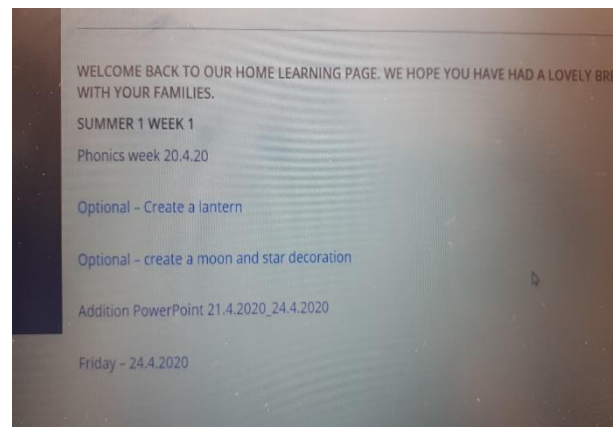 WELCOME BACK TO OUR HOME LEARNING PAGE. WE HOPE YOU HAVE HAD A LOVELY
WITH YOUR FAMILIES.
SUMMER 1 WEEK 1
Phonics week 20.4.20
Optional – Create a lantern
Optional – create a moon and star decoration
Addition PowerPoint 21.4.2020_24.4.2020
Friday – 24.4.2020